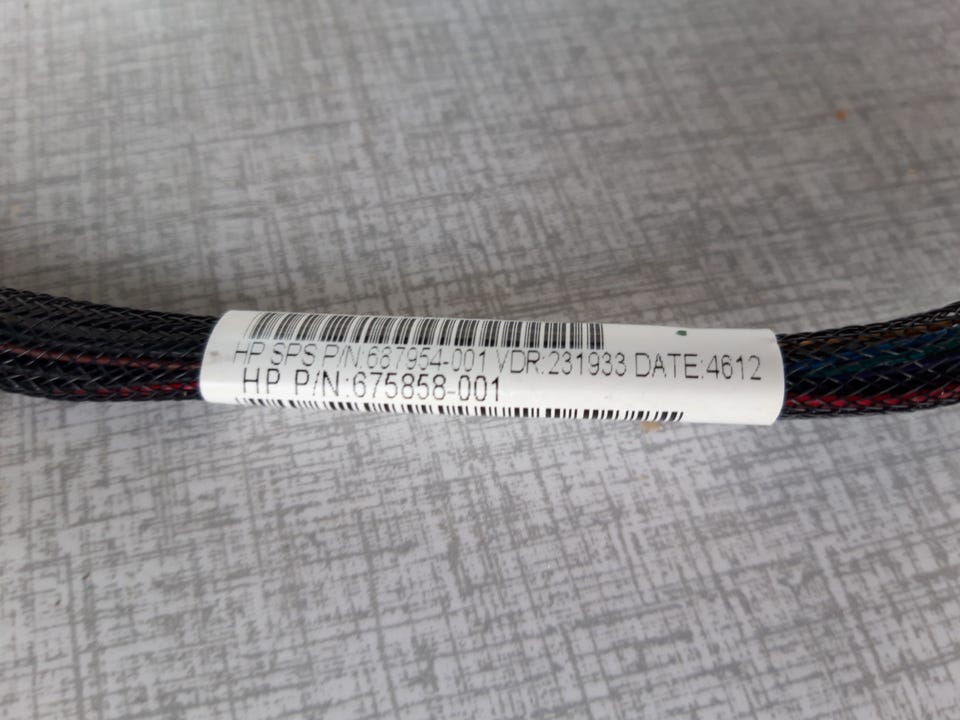 HP SPS P/N:687954-001 VDR:231933 DATE:4612
HP P/N:675858-001